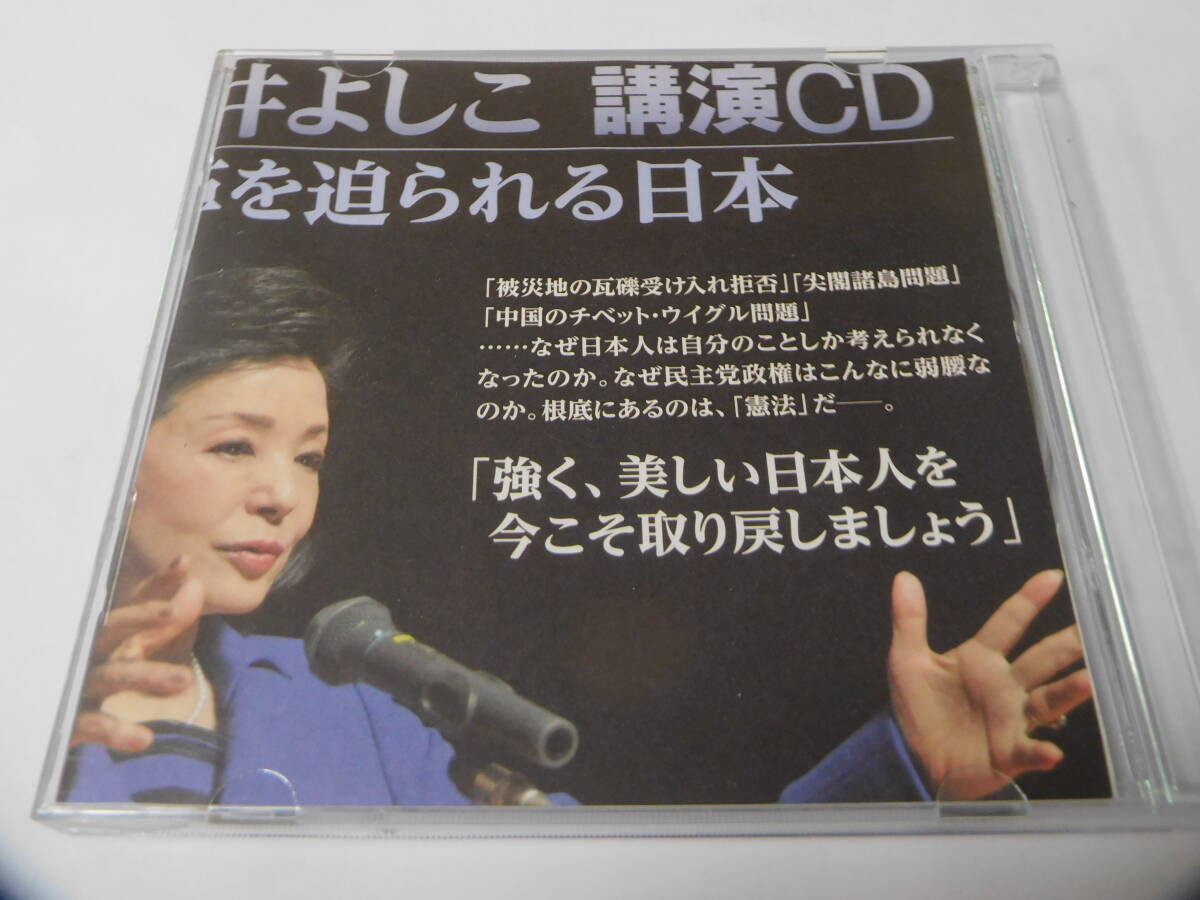 井よしこ 講演CD
を迫られる日本
「被災地の瓦礫受け入れ拒否」「尖閣諸島問題」
「中国のチベット・ウイグル問題」
……なぜ日本人は自分のことしか考えられなく
なったのか。なぜ民主党政権はこんなに弱腰な
のか。根底にあるのは、「憲法」だ──。
「強く、美しい日本人を
今こそ取り戻しましょう」